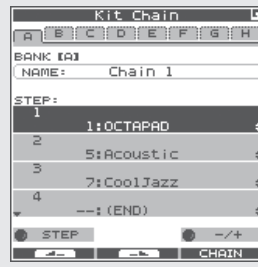 Kit Chain
A B C D E F G H
BANK [A]
NAME: Chain 1
STEP:
1
1:OCTAPAD
2
5:Acoustic
3
7:CoolJazz
4
--:(END)
STEP -/+
CHAIN